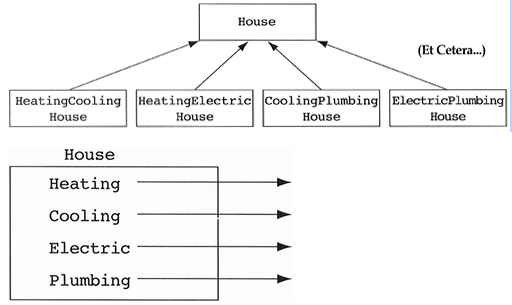 House
(Et Cetera...)
HeatingCooling House
HeatingElectric House
CoolingPlumbing House
ElectricPlumbing House
House
Heating
Cooling
Electric
Plumbing